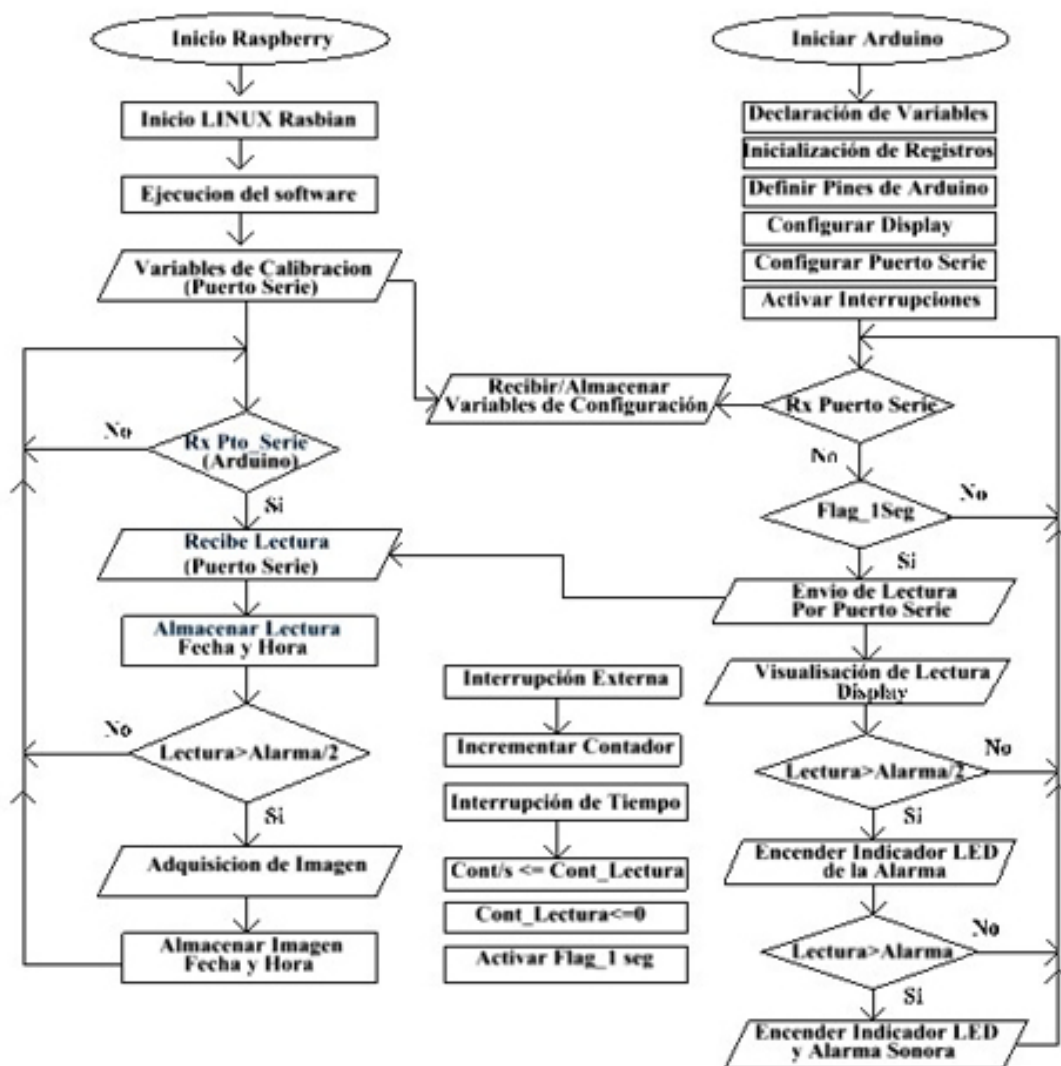 Inicio Raspberry
Inicio LINUX Rasbian
Ejecucion del software
Variables de Calibracion
(Puerto Serie)
No
Rx Pto_Serie
(Arduino)
Si
Recibe Lectura
(Puerto Serie)
Almacenar Lectura
Fecha y Hora
No
Lectura>Alarma/2
Si
Adquisicion de Imagen
Almacenar Imagen
Fecha y Hora
Recibir/Almacenar
Variables de Configuración
Interrupción Externa
Incrementar Contador
Interrupción de Tiempo
Cont/s <= Cont_Lectura
Cont_Lectura<=0
Activar Flag_1 seg
Iniciar Arduino
Declaración de Variables
Inicialización de Registros
Definir Pines de Arduino
Configurar Display
Configurar Puerto Serie
Activar Interrupciones
Rx Puerto Serie
No
Flag_1Seg
No
Si
Envio de Lectura
Por Puerto Serie
Visualisación de Lectura
Display
Lectura>Alarma/2
No
Si
Encender Indicador LED
de la Alarma
Lectura>Alarma
No
Si
Encender Indicador LED
y Alarma Sonora